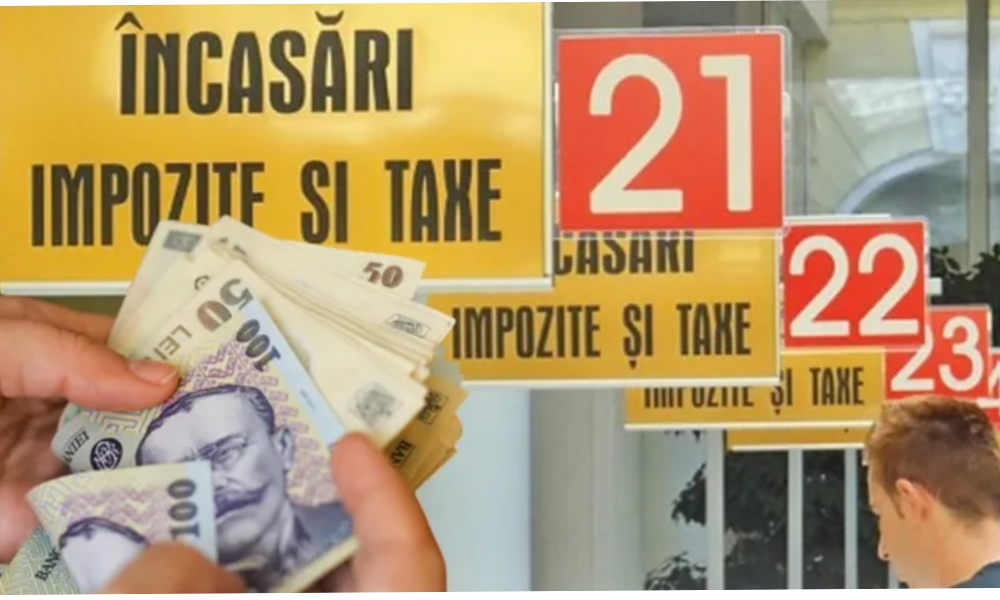 ÎNCASĂRI
IMPOZITE ȘI TAXE
21
CASĂRI
IMPOZITE ȘI TAXE
22
IMPOZITE ȘI TAXE
23
50
50
LEI
100
100